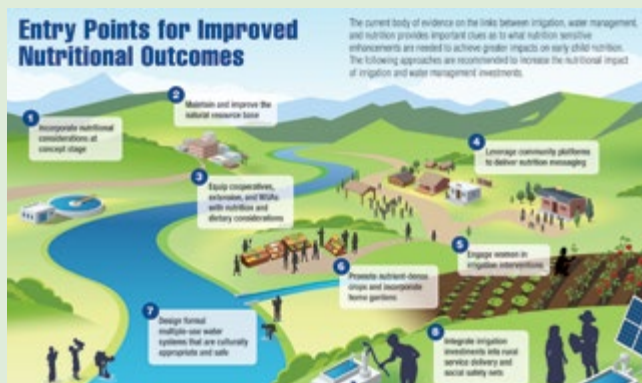 Entry Points for Improved
Nutritional Outcomes
The current body of evidence on the links between irrigation, water management,
and nutrition provides important clues as to what nutrition sensitive
enhancements are needed to achieve greater impacts on early child nutrition.
The following approaches are recommended to increase the nutritional impact
of irrigation and water management investments.
1
Incorporate nutritional
considerations at
concept stage
2
Maintain and improve the
natural resource base
3
Equip cooperatives,
extension, and WUAs
with nutrition and
dietary considerations
4
Leverage community platforms
to deliver nutrition messaging
5
Engage women in
irrigation interventions
6
Promote nutrient-dense
crops and incorporate
home gardens
7
Design formal
multiple-use water
systems that are culturally
appropriate and safe
8
Integrate irrigation
investments into rural
service delivery and
social safety nets